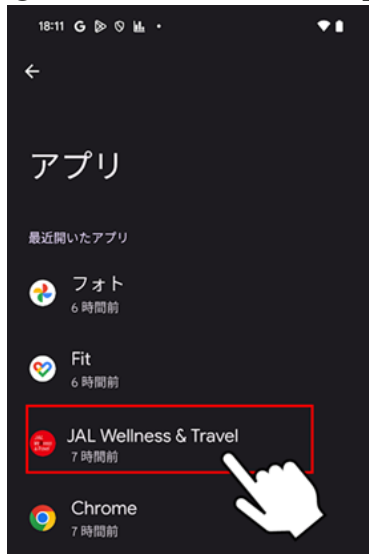 18:11
アプリ
最近開いたアプリ
フォト
6 時間前
Fit
6 時間前
JAL Wellness & Travel
7 時間前
Chrome
7 時間前